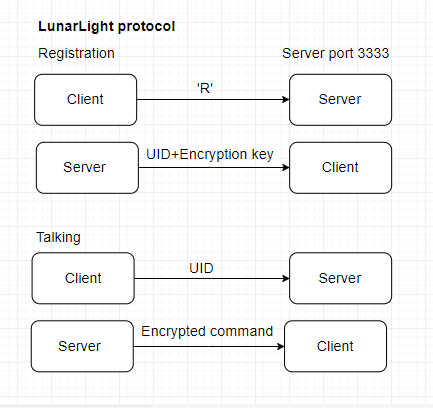 LunarLight protocol
Registration
Server port 3333
Client
'R'
Server
Server
UID+Encryption key
Client
Talking
Client
UID
Server
Server
Encrypted command
Client